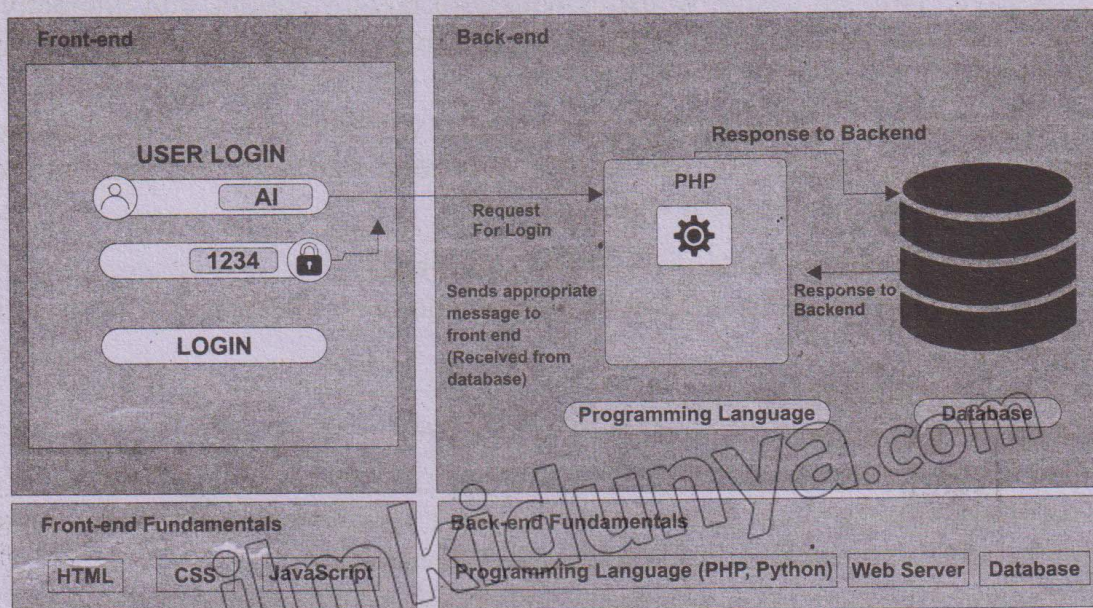 Front-end
USER LOGIN
AI
1234
LOGIN
Back-end
Response to Backend
PHP
Request
For Login
Sends appropriate
message to
front end
(Received from
database)
Response to
Backend
Programming Language
Database
Front-end Fundamentals
HTML
CSS
JavaScript
Back-end Fundamentals
Programming Language (PHP, Python)
Web Server
Database
ilmkidunya.com